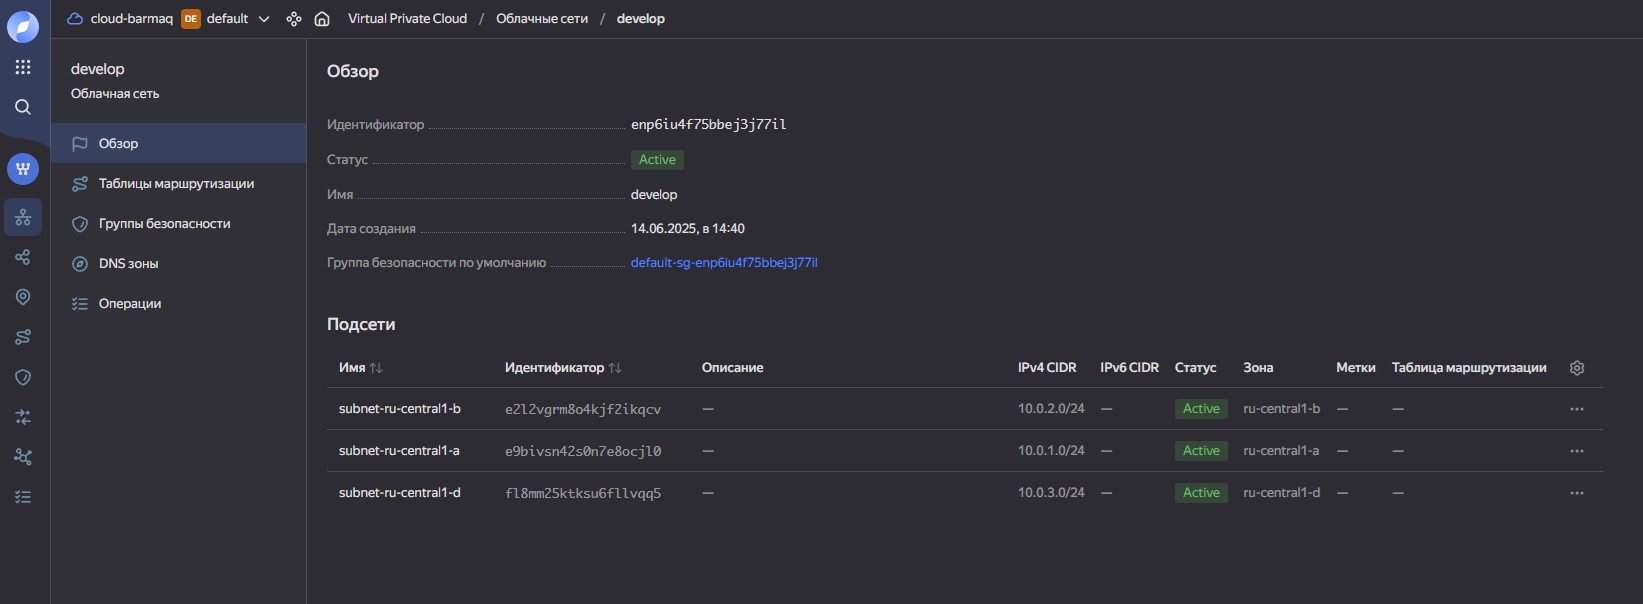 cloud-barmaq DE default Virtual Private Cloud / Облачные сети / develop
develop
Облачная сеть
Обзор
Таблицы маршрутизации
Группы безопасности
DNS зоны
Операции
Обзор
Идентификатор enp6iu4f75bbej3j77il
Статус Active
Имя develop
Дата создания 14.06.2025, в 14:40
Группа безопасности по умолчанию default-sg-enp6iu4f75bbej3j77il
Подсети
Имя Идентификатор Описание IPv4 CIDR IPv6 CIDR Статус Зона Метки Таблица маршрутизации
subnet-ru-central1-b e2l2vgrm8o4kjf2ikqcv — 10.0.2.0/24 — Active ru-central1-b — —
subnet-ru-central1-a e9bivsn42s0n7e8ocjl0 — 10.0.1.0/24 — Active ru-central1-a — —
subnet-ru-central1-d fl8mm25ktksu6fllvqq5 — 10.0.3.0/24 — Active ru-central1-d — —